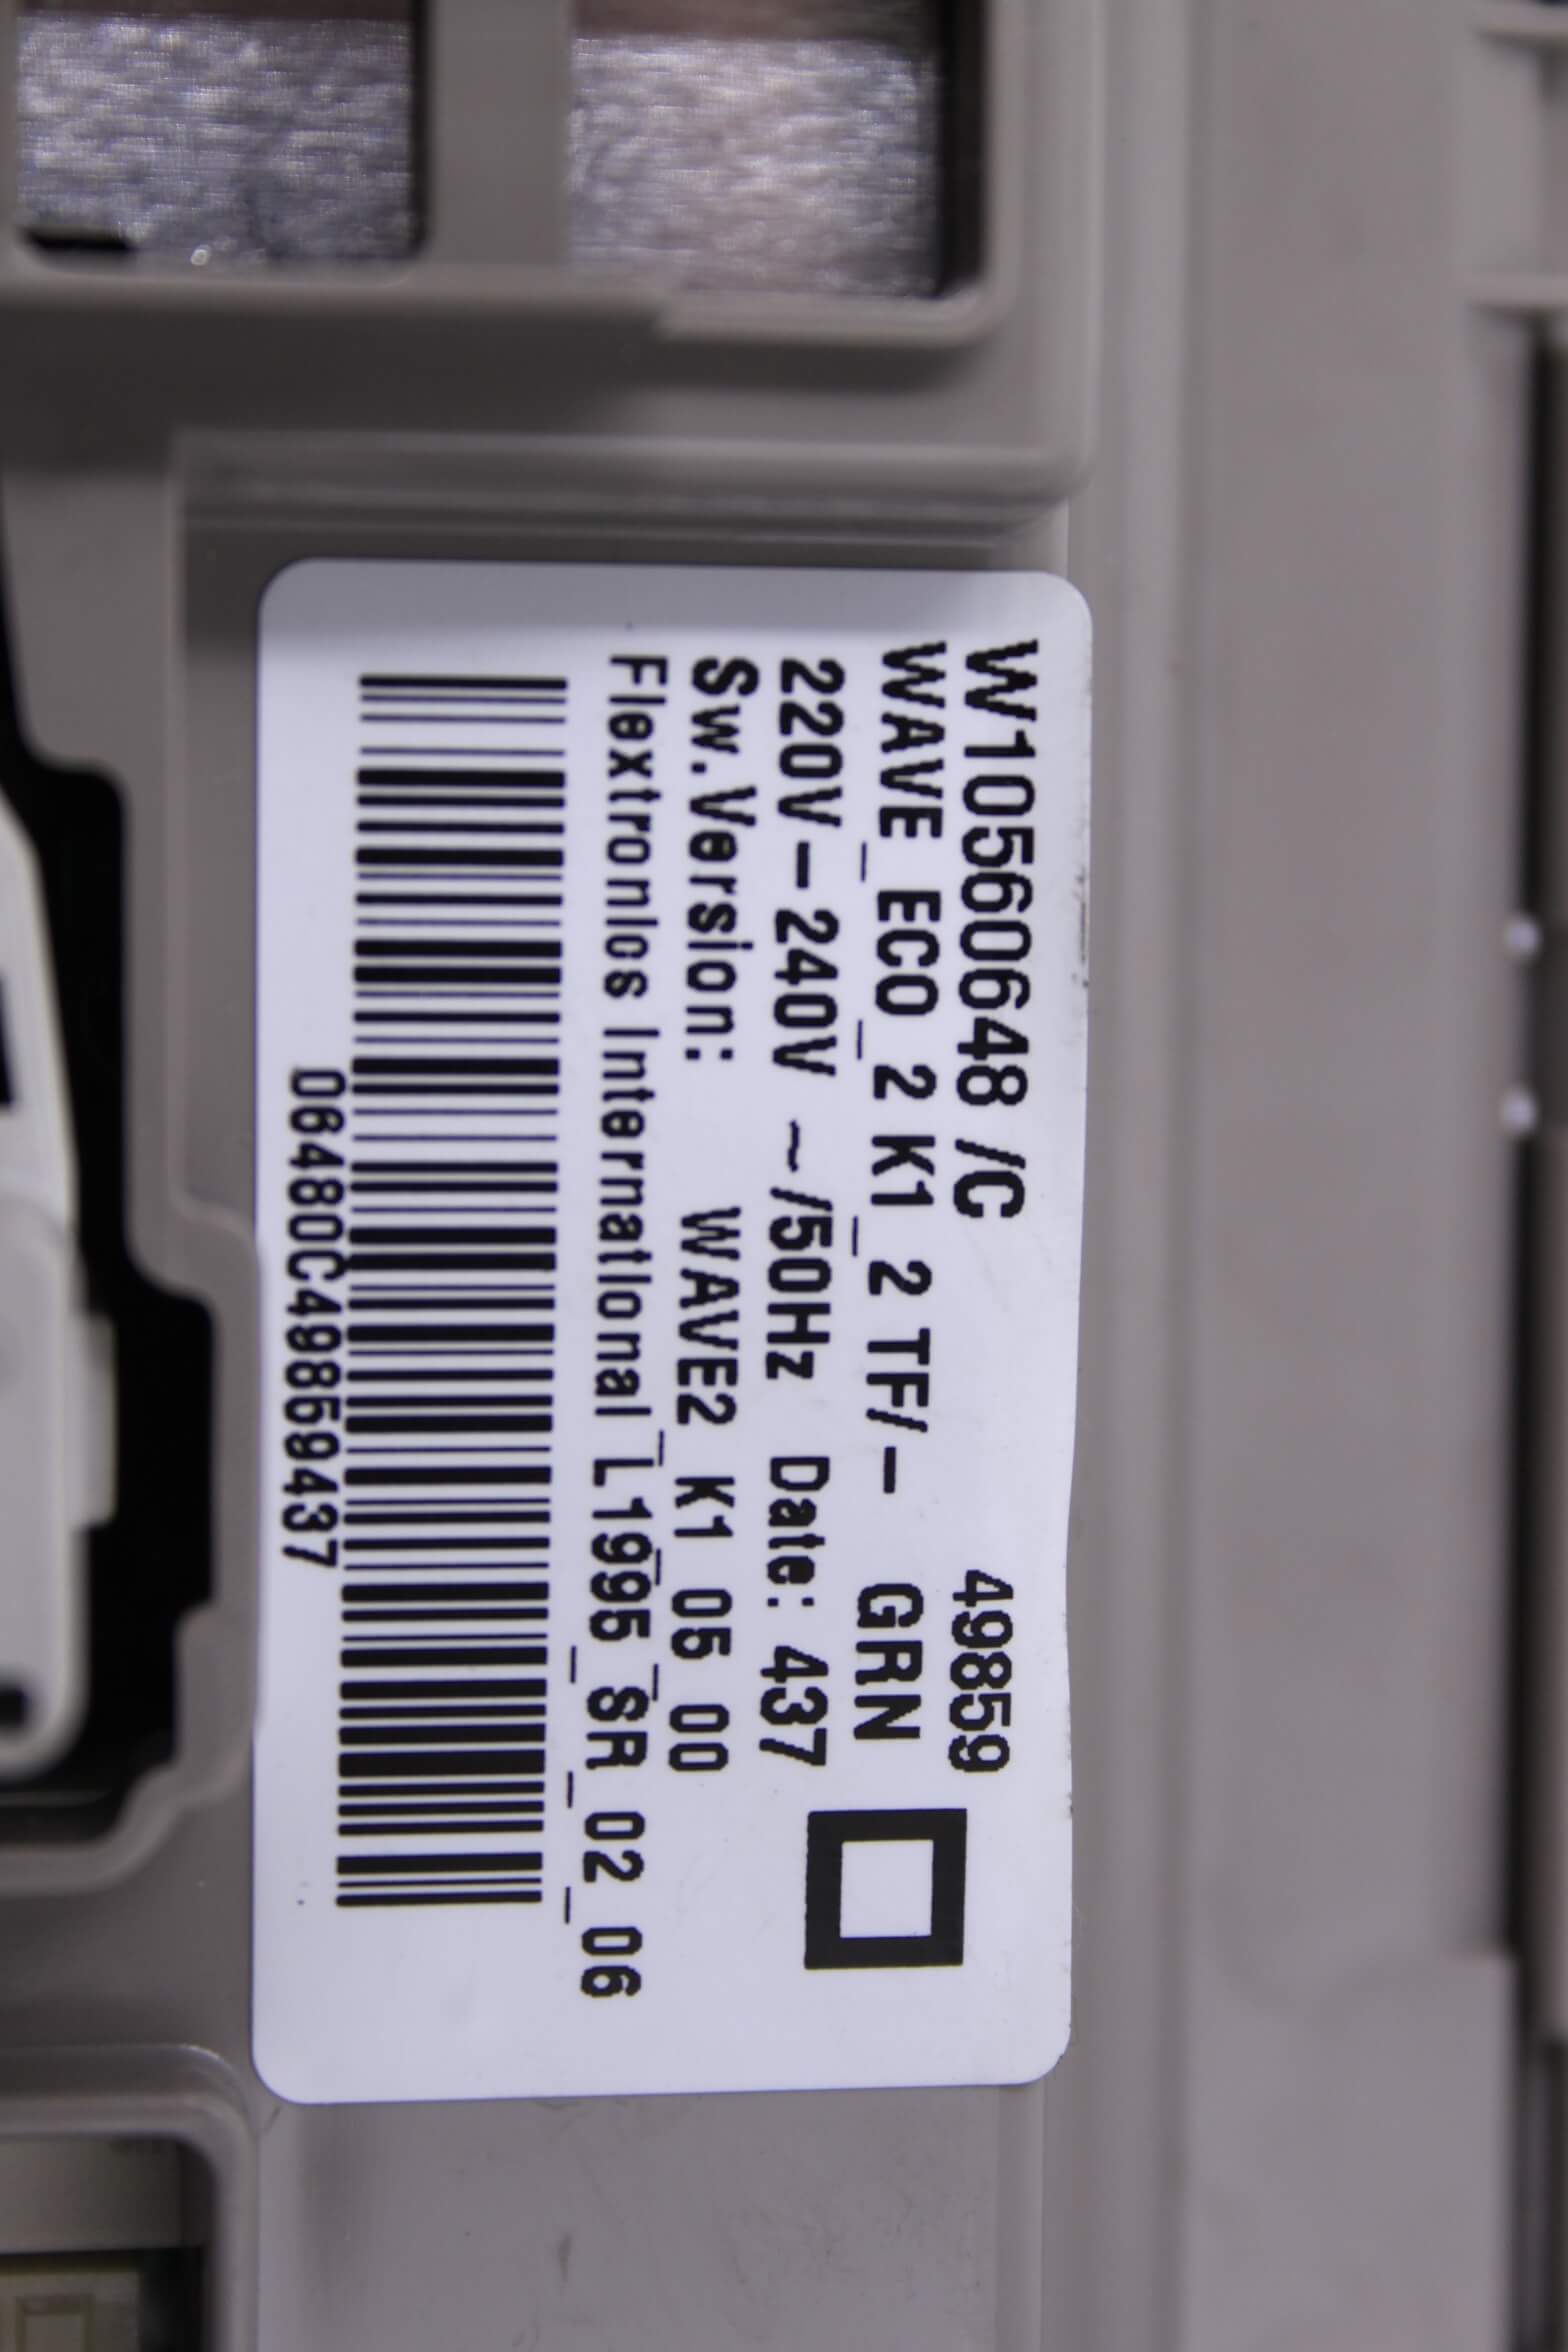 W10560648 /C 49859
WAVE_ECO_2 K1_2 TF/- GRN
220V-240V ~/50Hz Date: 437
Sw.Version: WAVE2_K1_05_00
Flextronics International L1995_SR_02_06
06480C49859437